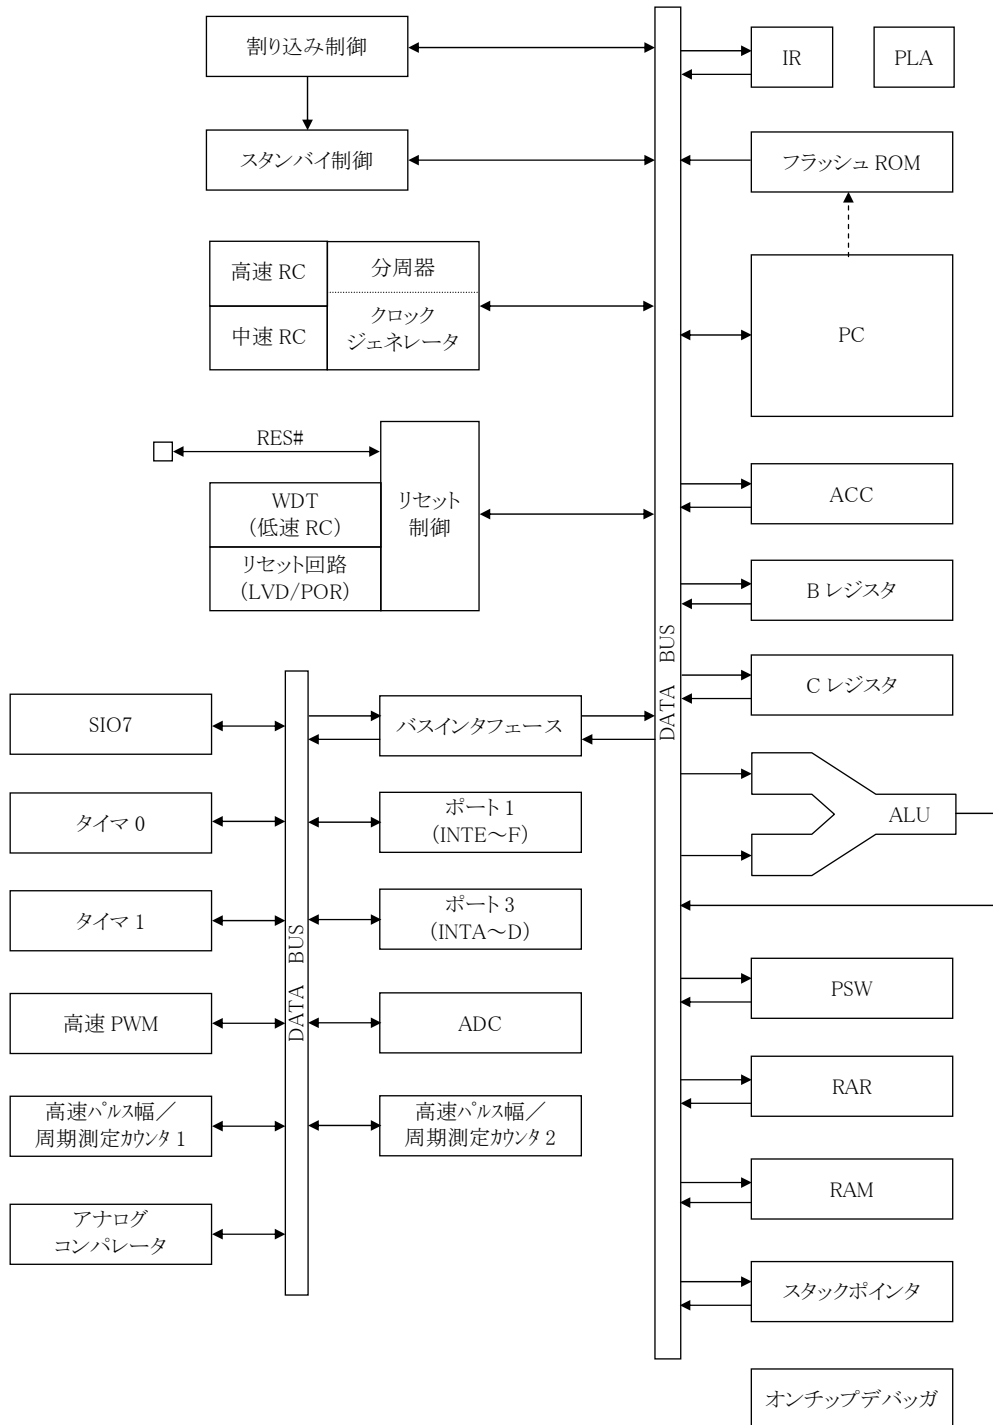 割り込み制御
IR
PLA
スタンバイ制御
フラッシュ ROM
高速 RC
分周器
中速 RC
クロック
ジェネレータ
PC
RES#
WDT
(低速 RC)
リセット
制御
リセット回路
(LVD/POR)
ACC
B レジスタ
C レジスタ
DATA BUS
SIO7
バスインタフェース
ALU
タイマ 0
ポート 1
(INTE～F)
タイマ 1
ポート 3
(INTA～D)
DATA BUS
PSW
高速 PWM
ADC
RAR
高速パルス幅／
周期測定カウンタ 1
高速パルス幅／
周期測定カウンタ 2
RAM
アナログ
コンパレータ
スタックポインタ
オンチップデバッガ